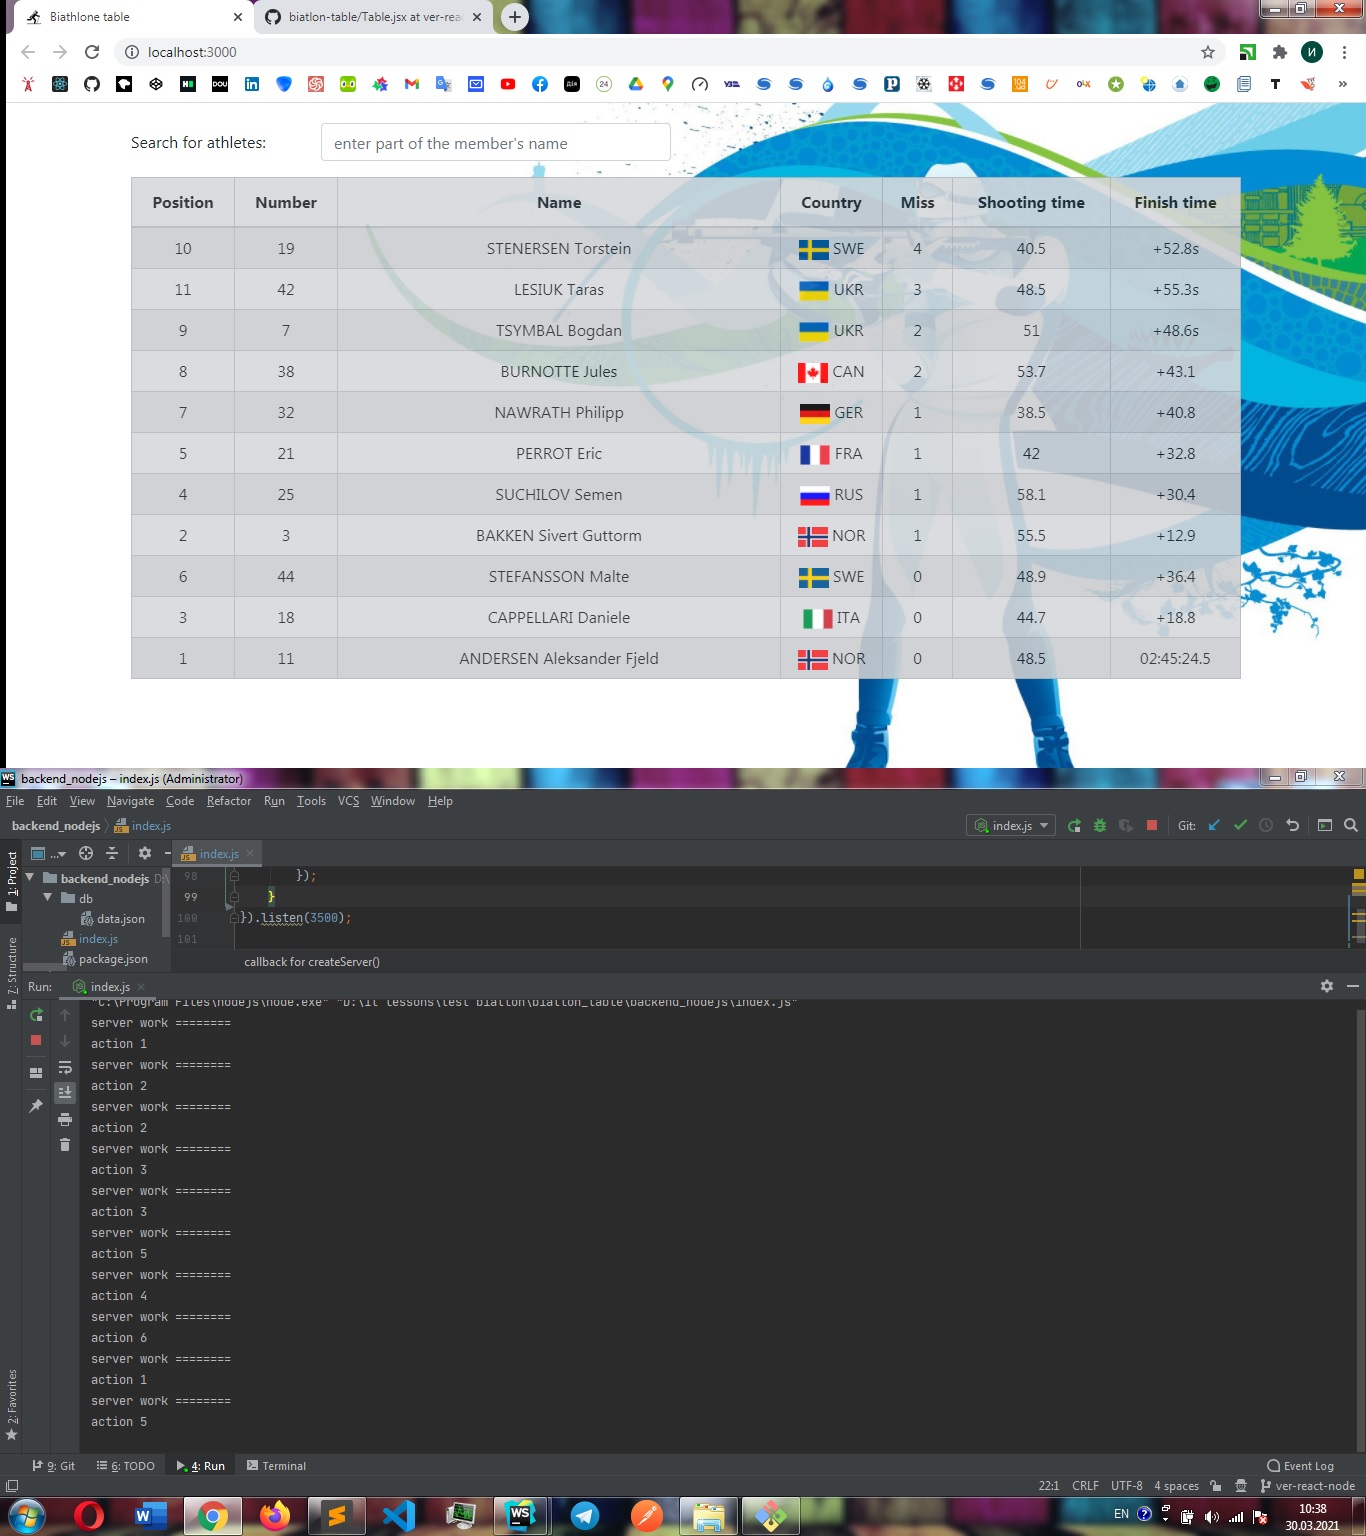 Biathlone table
biatlon-table/Table.jsx at ver-rea
localhost:3000
Search for athletes:
enter part of the member's name
Position Number Name Country Miss Shooting time Finish time
10 19 STENERSEN Torstein SWE 4 40.5 +52.8s
11 42 LESIUK Taras UKR 3 48.5 +55.3s
9 7 TSYMBAL Bogdan UKR 2 51 +48.6s
8 38 BURNOTTE Jules CAN 2 53.7 +43.1
7 32 NAWRATH Philipp GER 1 38.5 +40.8
5 21 PERROT Eric FRA 1 42 +32.8
4 25 SUCHILOV Semen RUS 1 58.1 +30.4
2 3 BAKKEN Sivert Guttorm NOR 1 55.5 +12.9
6 44 STEFANSSON Malte SWE 0 48.9 +36.4
3 18 CAPPELLARI Daniele ITA 0 44.7 +18.8
1 11 ANDERSEN Aleksander Fjeld NOR 0 48.5 02:45:24.5
WS backend_nodejs – index.js (Administrator)
File Edit View Navigate Code Refactor Run Tools VCS Window Help
backend_nodejs index.js index.js Git:
1: Project
... index.js
backend_nodejs D:\
db
data.json
index.js
package.json
98 });
99 }
100 }).listen(3500);
101
callback for createServer()
7: Structure
Run: index.js
"C:\Program Files\nodejs\node.exe" "D:\it lessons\test biatlon\biatlon_table\backend_nodejs\index.js"
server work ========
action 1
server work ========
action 2
server work ========
action 2
server work ========
action 3
server work ========
action 3
server work ========
action 5
server work ========
action 4
server work ========
action 6
server work ========
action 1
server work ========
action 5
2: Favorites
9: Git 6: TODO 4: Run Terminal Event Log
22:1 CRLF UTF-8 4 spaces ver-react-node
EN 10:38
30.03.2021